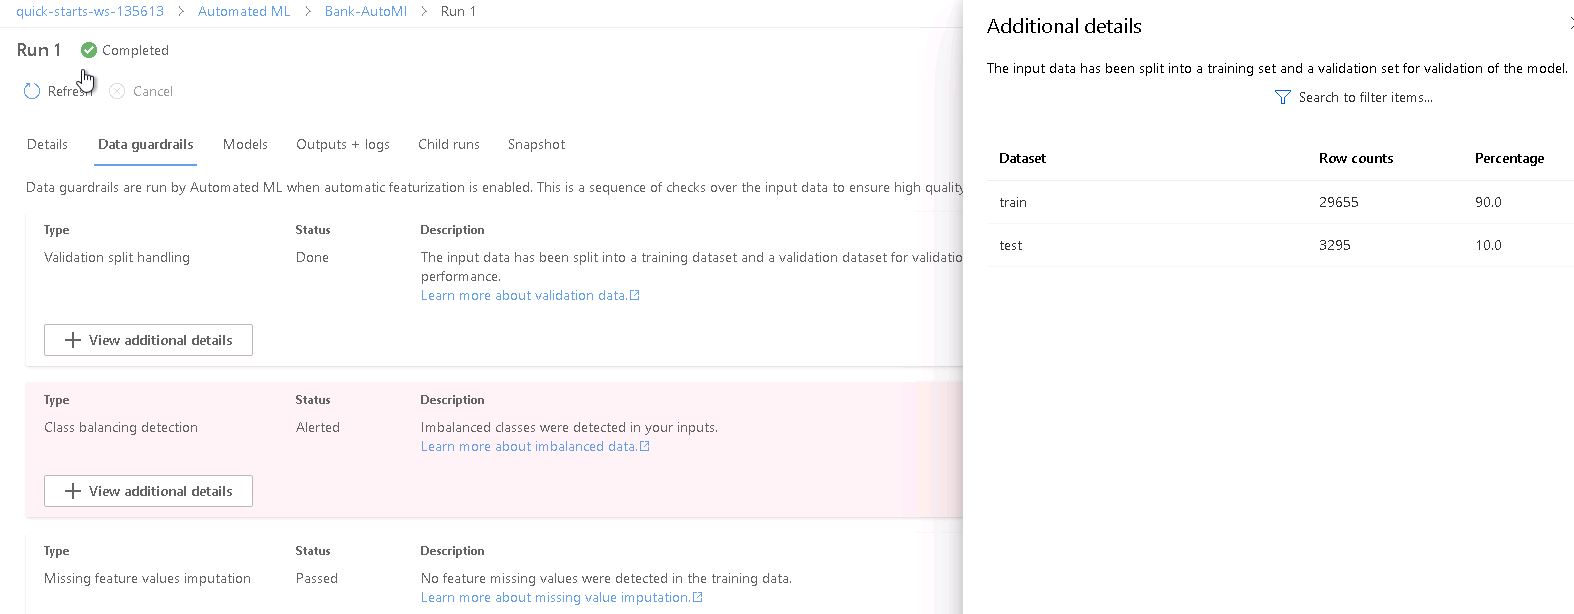 quick-starts-ws-135613 > Automated ML > Bank-AutoMl > Run 1
Run 1 Completed
Refresh Cancel
Details Data guardrails Models Outputs + logs Child runs Snapshot
Data guardrails are run by Automated ML when automatic featurization is enabled. This is a sequence of checks over the input data to ensure high quality
Type Status Description
Validation split handling Done The input data has been split into a training dataset and a validation dataset for validatio
performance.
Learn more about validation data.
View additional details
Type Status Description
Class balancing detection Alerted Imbalanced classes were detected in your inputs.
Learn more about imbalanced data.
View additional details
Type Status Description
Missing feature values imputation Passed No feature missing values were detected in the training data.
Learn more about missing value imputation.
Additional details
The input data has been split into a training set and a validation set for validation of the model.
Search to filter items...
Dataset Row counts Percentage
train 29655 90.0
test 3295 10.0